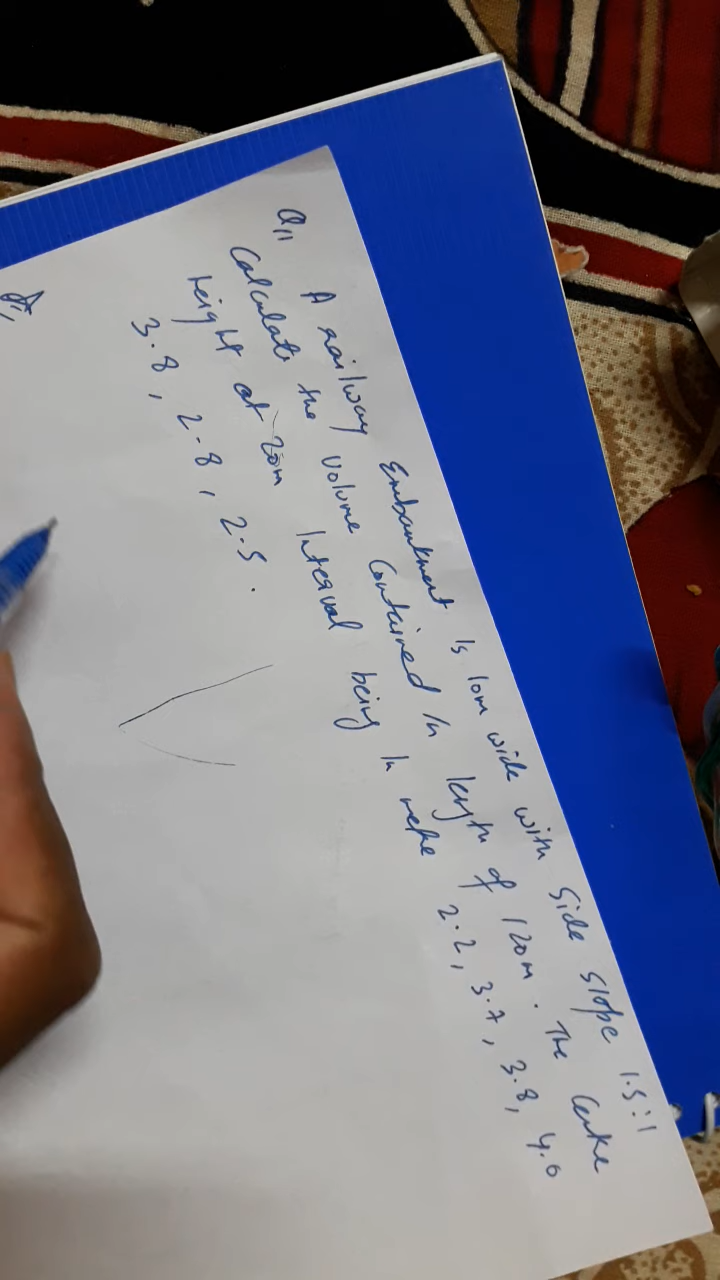 Q11 A railway Embankment is 10m wide with side slope 1.5:1
Calculate the volume Contained in length of 120m. The Centre
height at 20m Interval being in metre 2.2, 3.7, 3.8, 4.0
3.8, 2.8, 2.5.